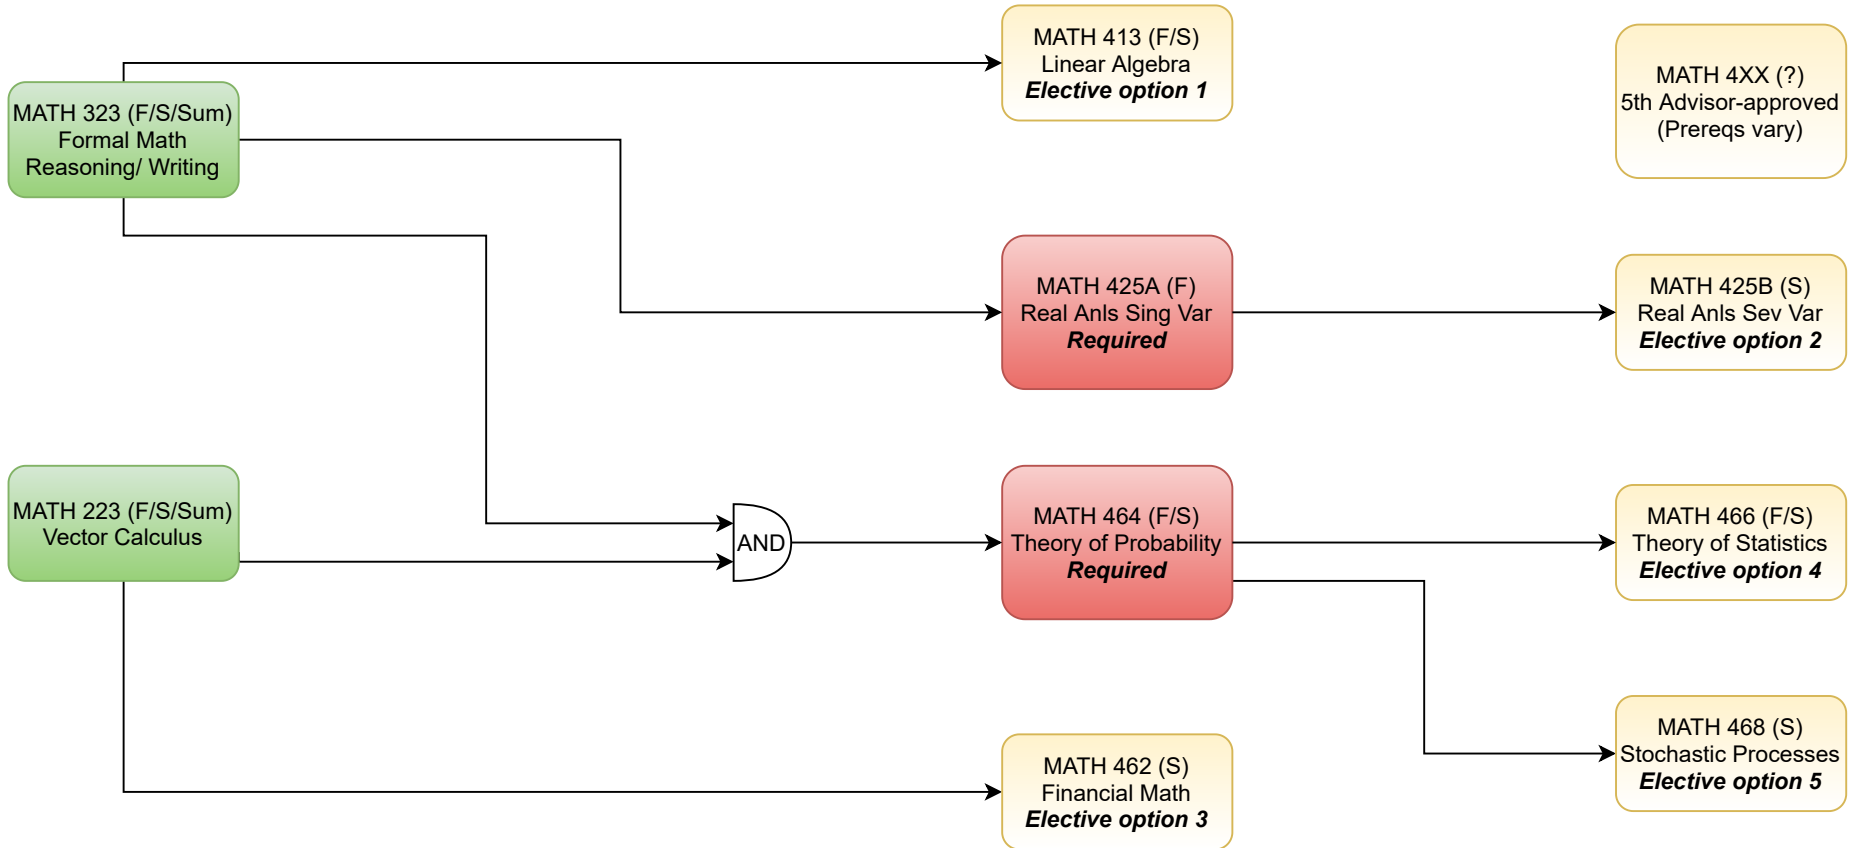 MATH 413 (F/S)
Linear Algebra
Elective option 1
MATH 4XX (?)
5th Advisor-approved
(Prereqs vary)
MATH 323 (F/S/Sum)
Formal Math
Reasoning/ Writing
MATH 425A (F)
Real Anls Sing Var
Required
MATH 425B (S)
Real Anls Sev Var
Elective option 2
MATH 223 (F/S/Sum)
Vector Calculus
AND
MATH 464 (F/S)
Theory of Probability
Required
MATH 466 (F/S)
Theory of Statistics
Elective option 4
MATH 462 (S)
Financial Math
Elective option 3
MATH 468 (S)
Stochastic Processes
Elective option 5